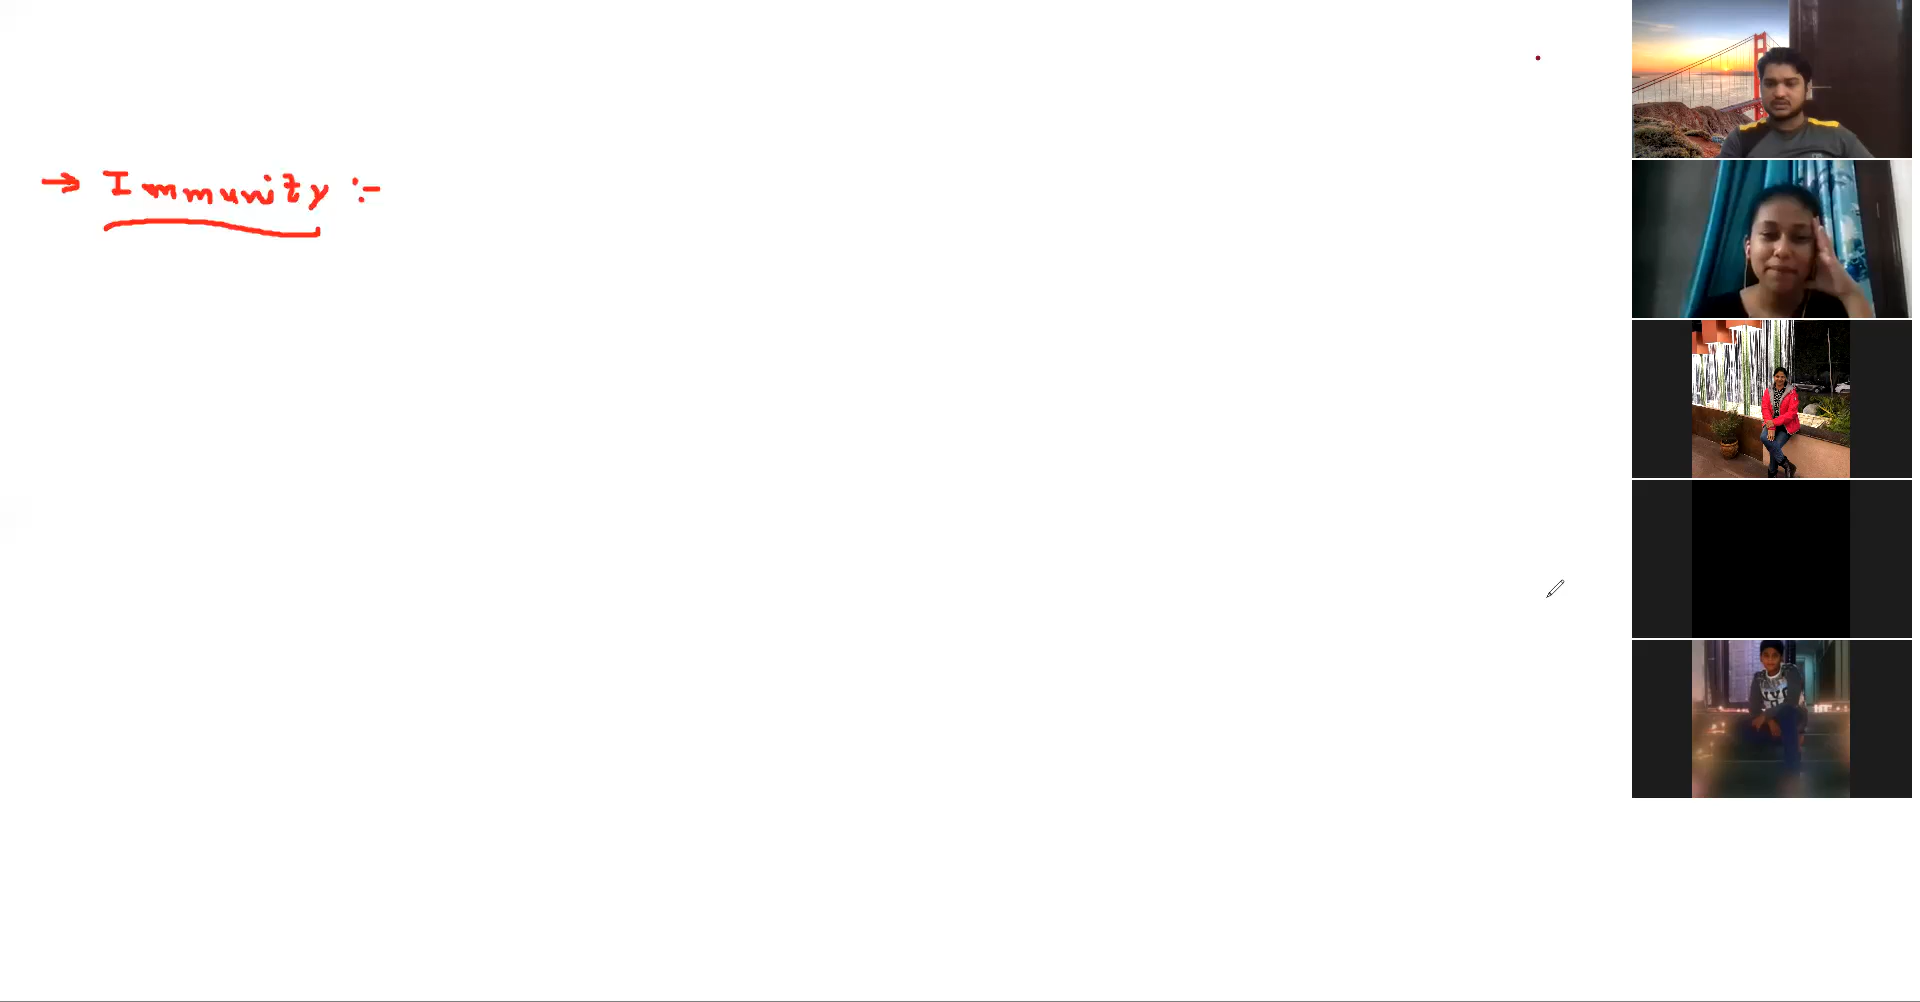 → Immunity :-